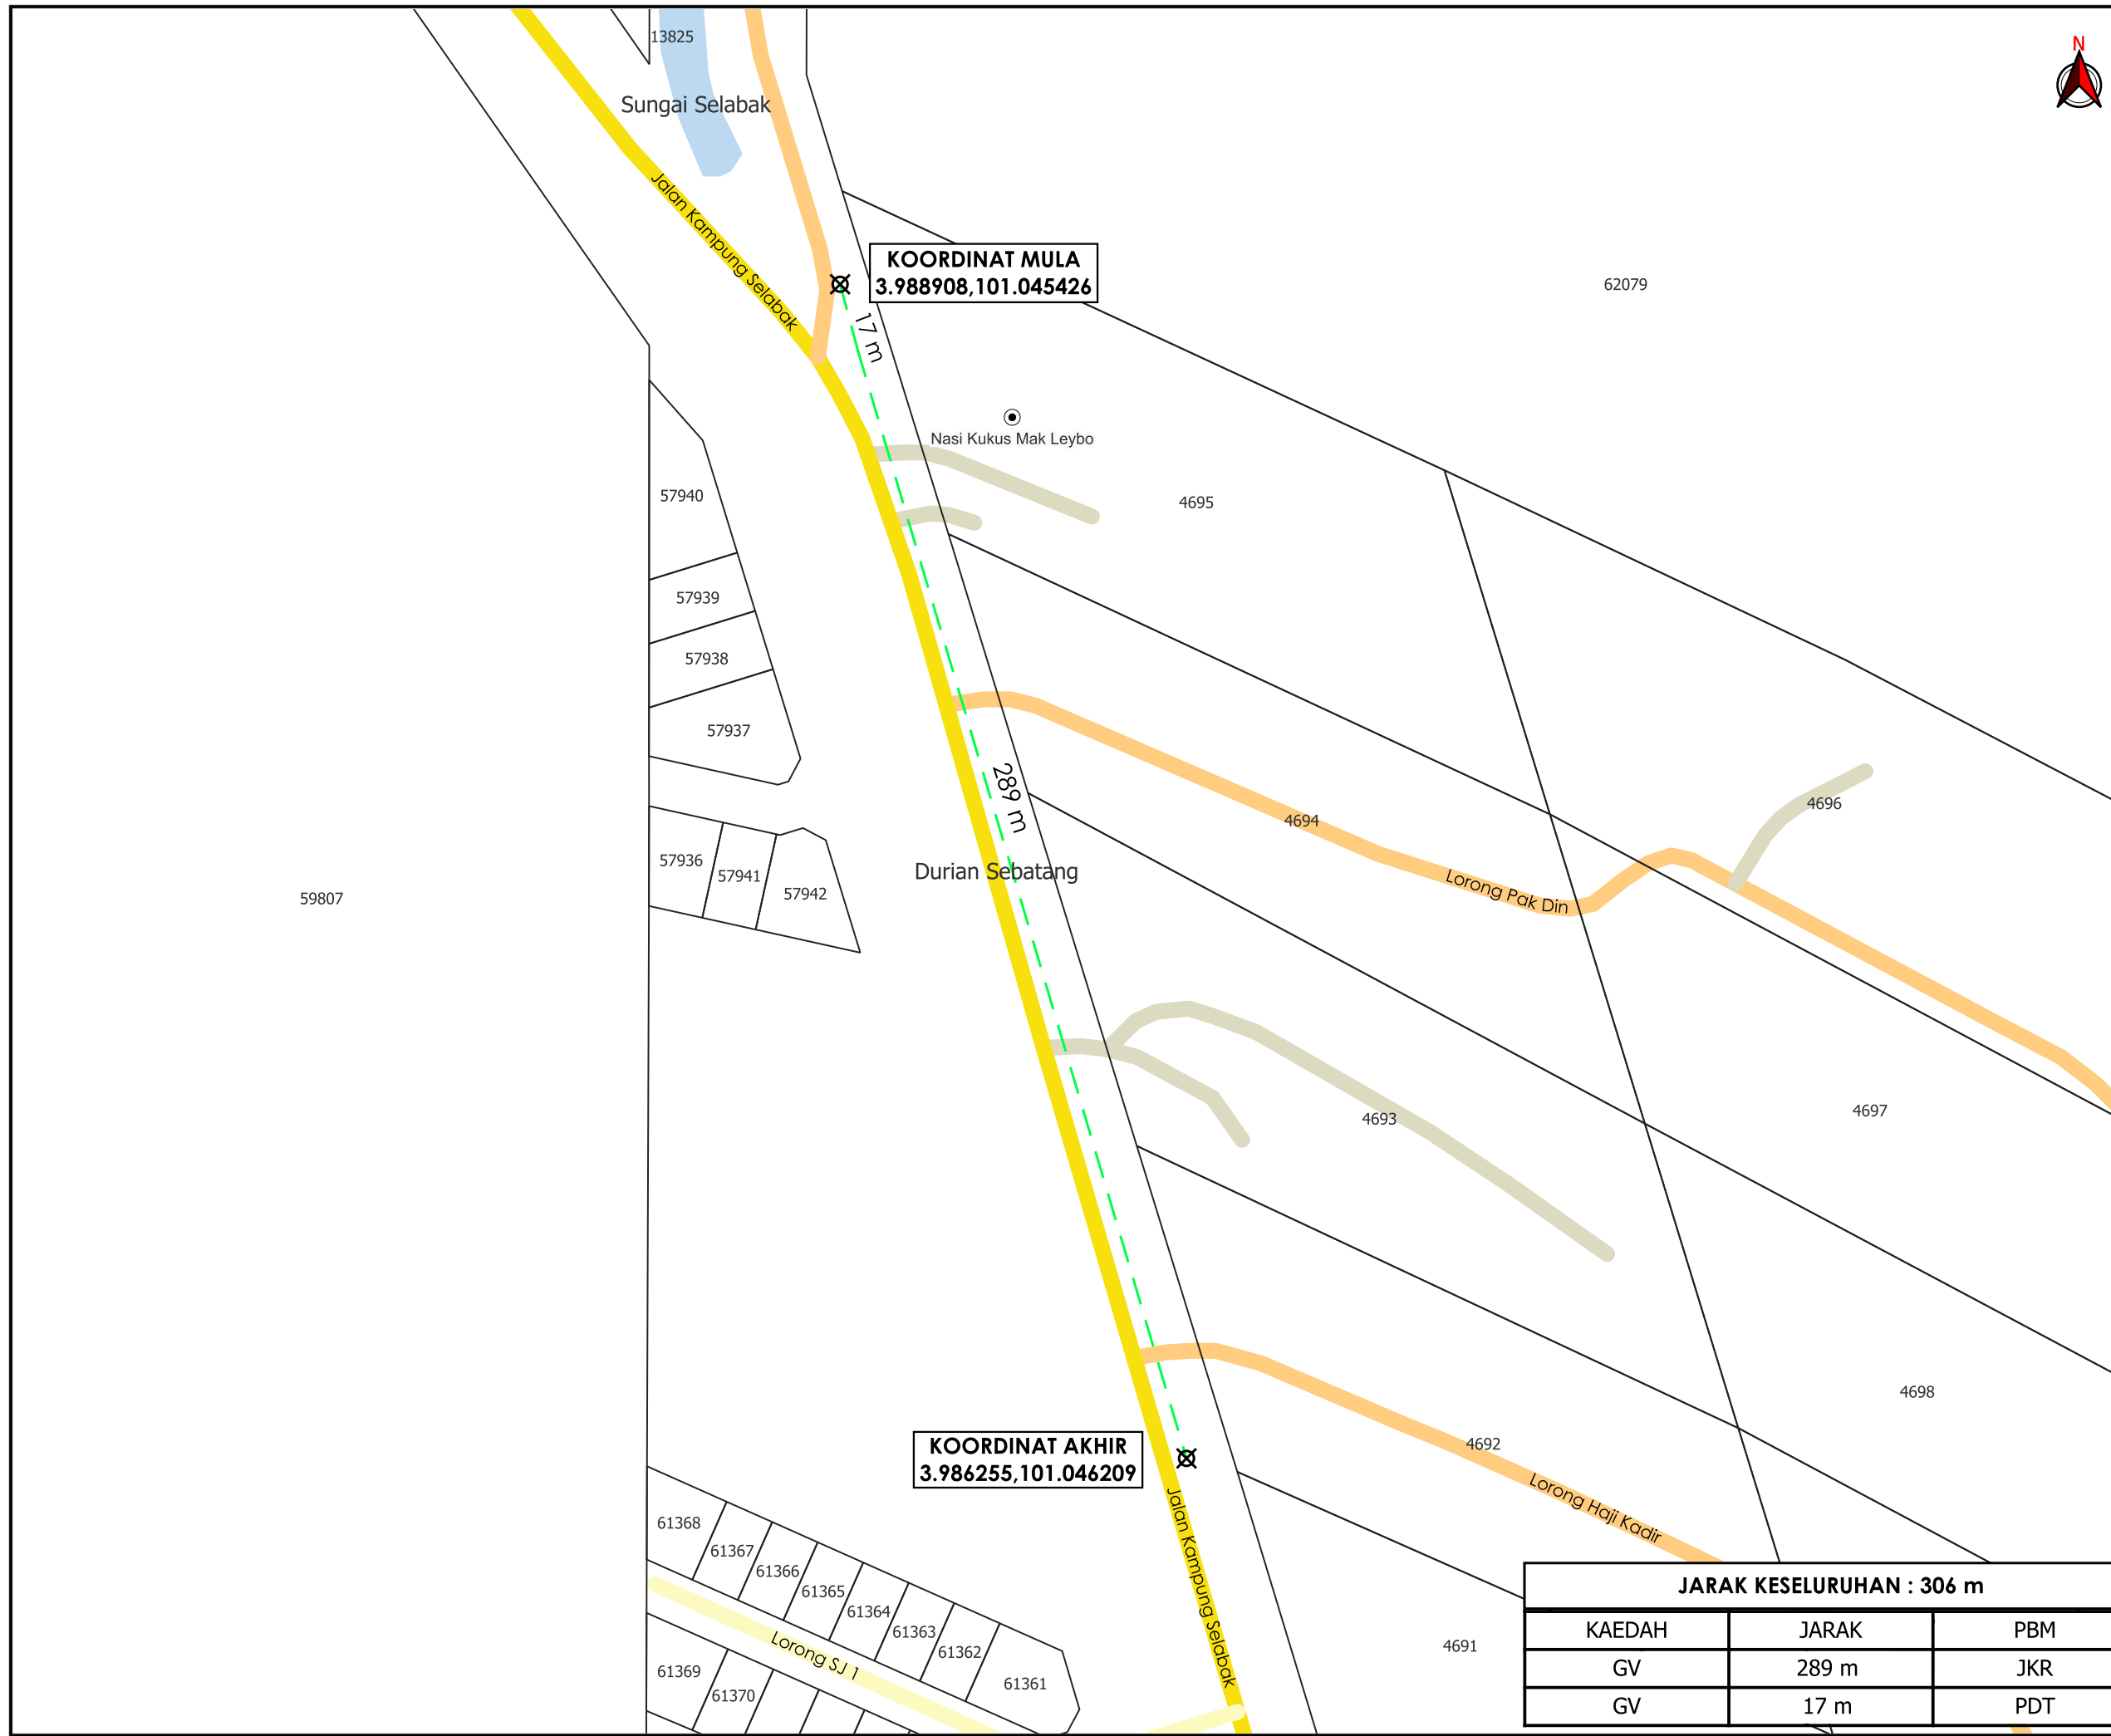 13825
N
Sungai Selabak
Jalan Kampung Selabak
KOORDINAT MULA
3.988908,101.045426
62079
17 m
Nasi Kukus Mak Leybo
57940
4695
57939
57938
57937
289 m
4696
4694
57936
57941
57942
Durian Sebatang
59807
Lorong Pak Din
4697
4693
4698
KOORDINAT AKHIR
3.986255,101.046209
4692
Lorong Haji Kadir
Jalan Kampung Selabak
61368
61367
61366
61365
61364
61363
61362
61361
Lorong SJ 1
61369
61370
4691
JARAK KESELURUHAN : 306 m
KAEDAH JARAK PBM
GV 289 m JKR
GV 17 m PDT